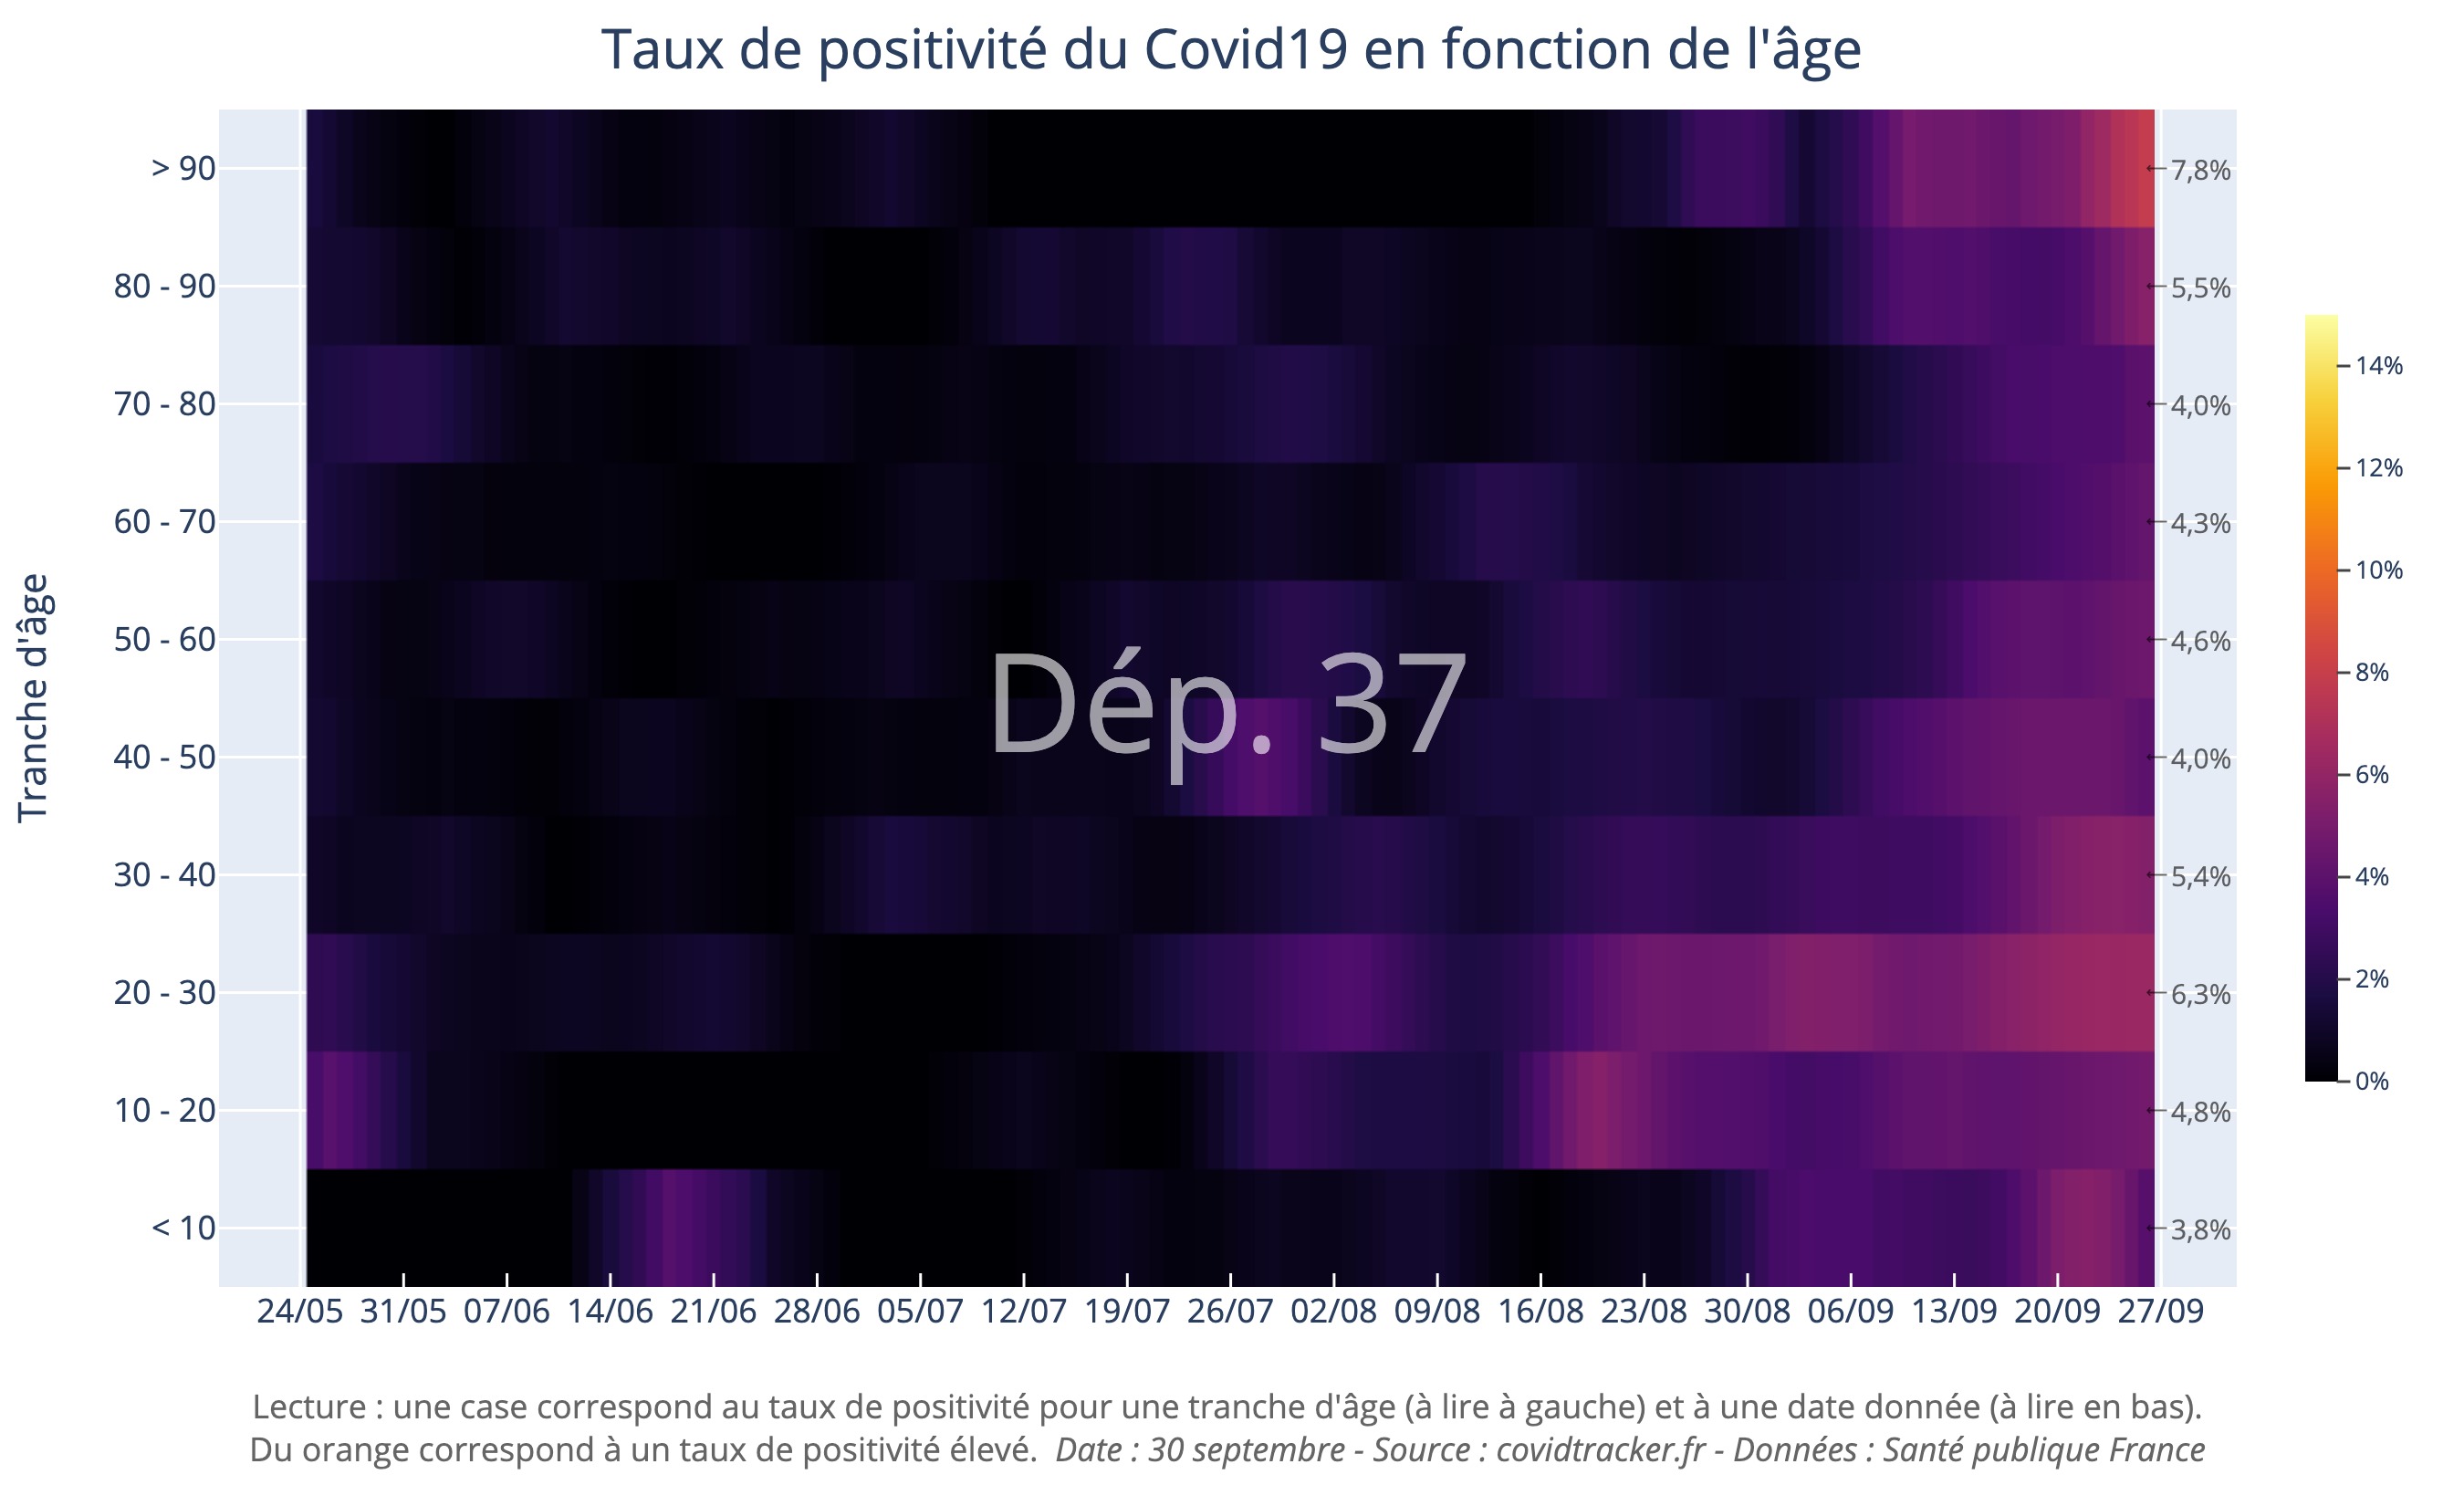 Taux de positivité du Covid19 en fonction de l'âge
Tranche d'âge
> 90
80 - 90
70 - 80
60 - 70
50 - 60
40 - 50
30 - 40
20 - 30
10 - 20
< 10
Dép. 37
7,8%
5,5%
4,0%
4,3%
4,6%
4,0%
5,4%
6,3%
4,8%
3,8%
14%
12%
10%
8%
6%
4%
2%
0%
24/05 31/05 07/06 14/06 21/06 28/06 05/07 12/07 19/07 26/07 02/08 09/08 16/08 23/08 30/08 06/09 13/09 20/09 27/09
Lecture : une case correspond au taux de positivité pour une tranche d'âge (à lire à gauche) et à une date donnée (à lire en bas).
Du orange correspond à un taux de positivité élevé. Date : 30 septembre - Source : covidtracker.fr - Données : Santé publique France